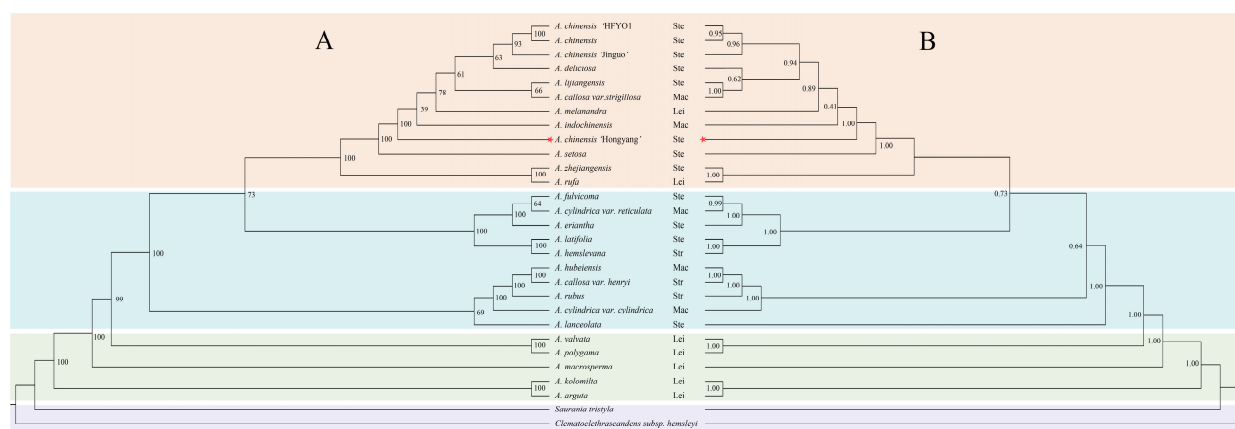 A
B
A. chinensis 'HFYO1 Ste
A. chinensis Ste
A. chinensis 'Jinguo' Ste
A. deliciosa Ste
A. lijiangensis Ste
A. callosa var.strigillosa Mac
A. melanandra Lei
A. indochinensis Mac
A. chinensis 'Hongyang' Ste
A. setosa Ste
A. zhejiangensis Ste
A. rufa Lei
A. fulvicoma Ste
A. cylindrica var. reticulata Mac
A. eriantha Ste
A. latifolia Ste
A. hemslevana Str
A. hubeiensis Mac
A. callosa var. henryi Str
A. rubus Str
A. cylindrica var. cylindrica Mac
A. lanceolata Ste
A. valvata Lei
A. polygama Lei
A. macrosperma Lei
A. kolomikta Lei
A. arguta Lei
Saurania tristyla
Clematoclethrascandens subsp. hemsleyi
100
93
63
61
66
78
39
100
100
100
100
73
64
100
100
100
100
100
100
100
69
99
100
100
100
100
0.95
0.96
0.94
0.62
1.00
0.89
0.41
1.00
1.00
1.00
0.73
0.99
1.00
1.00
1.00
0.64
1.00
1.00
1.00
1.00
1.00
1.00
1.00
1.00
1.00